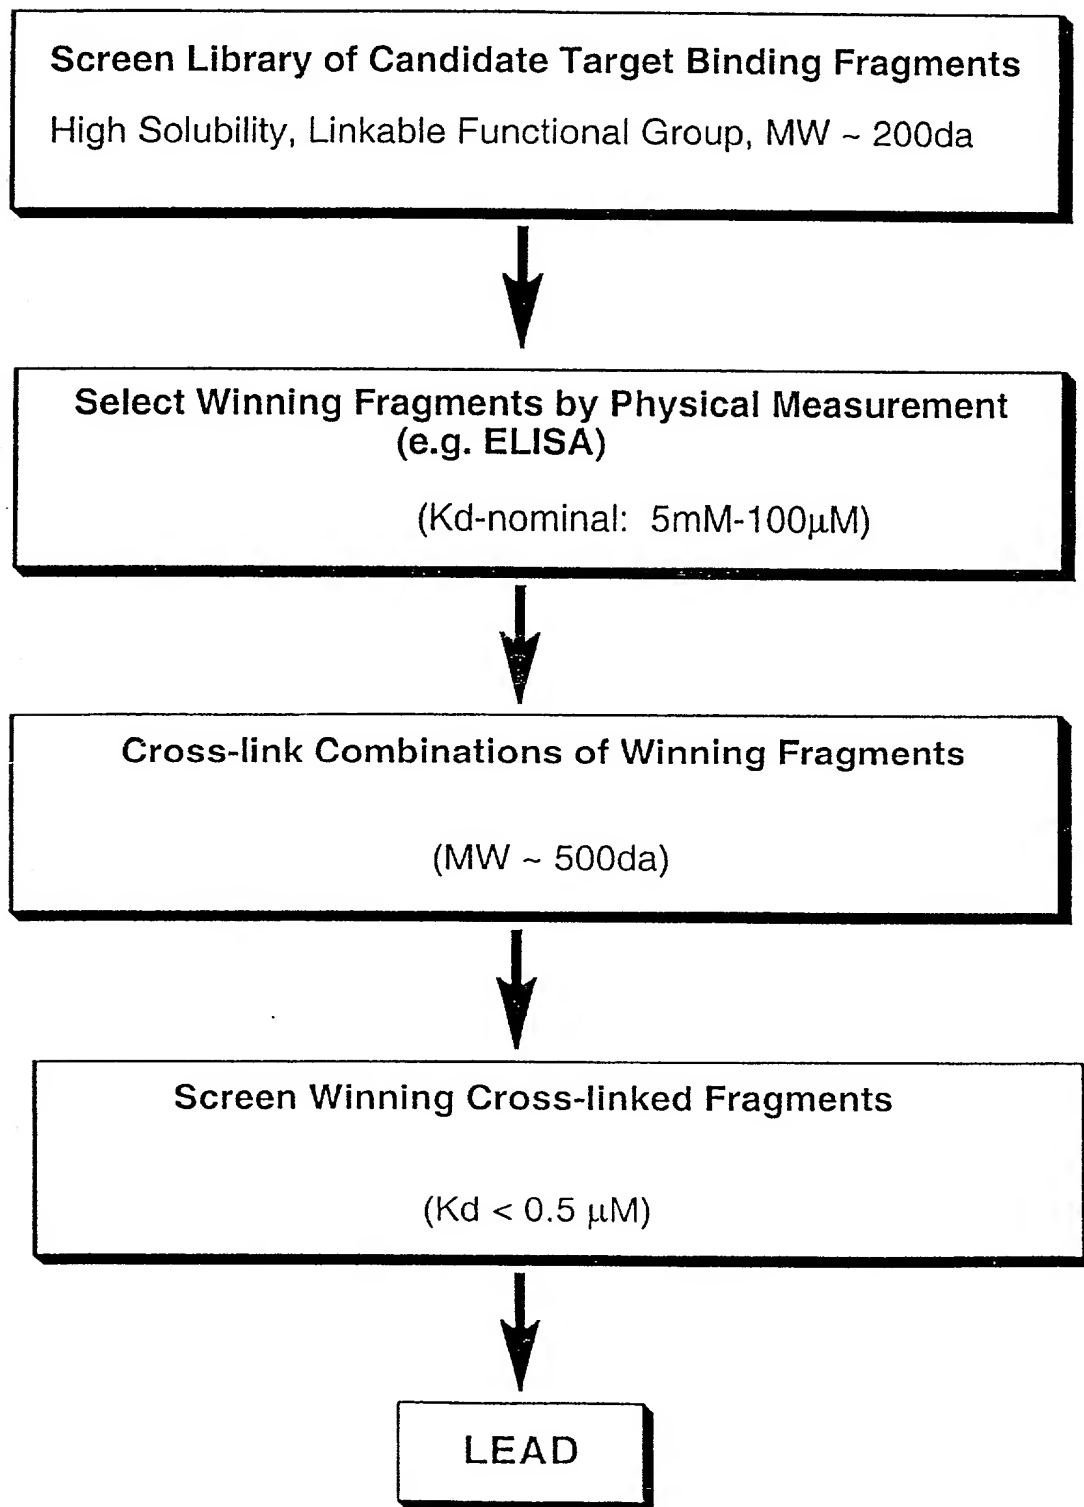 Screen Library of Candidate Target Binding Fragments
High Solubility, Linkable Functional Group, MW ~ 200da
Select Winning Fragments by Physical Measurement
(e.g. ELISA)
(Kd-nominal: 5mM-100μM)
Cross-link Combinations of Winning Fragments
(MW ~ 500da)
Screen Winning Cross-linked Fragments
(Kd < 0.5 μM)
LEAD